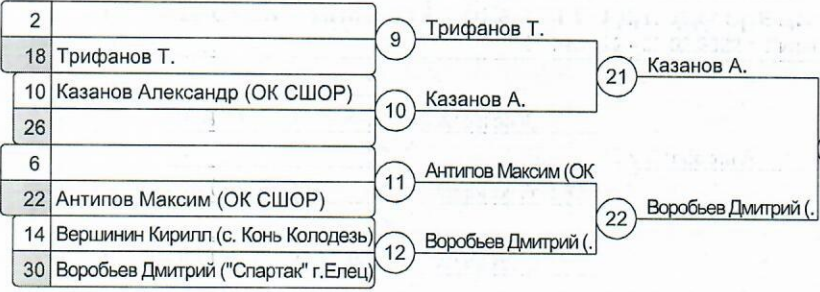 2
18 Трифанов Т.
10 Казанов Александр (ОК СШОР)
26
6
22 Антипов Максим (ОК СШОР)
14 Вершинин Кирилл (с. Конь Колодезь)
30 Воробьев Дмитрий ("Спартак" г.Елец)
9 Трифанов Т.
10 Казанов А.
11 Антипов Максим (ОК
12 Воробьев Дмитрий (.
21 Казанов А.
22 Воробьев Дмитрий (.